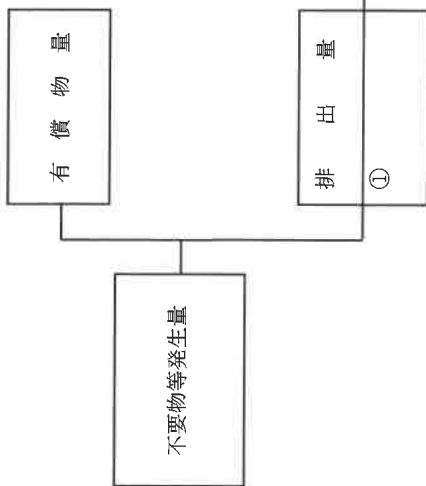 不要物等発生量
有償物量
排出量
①